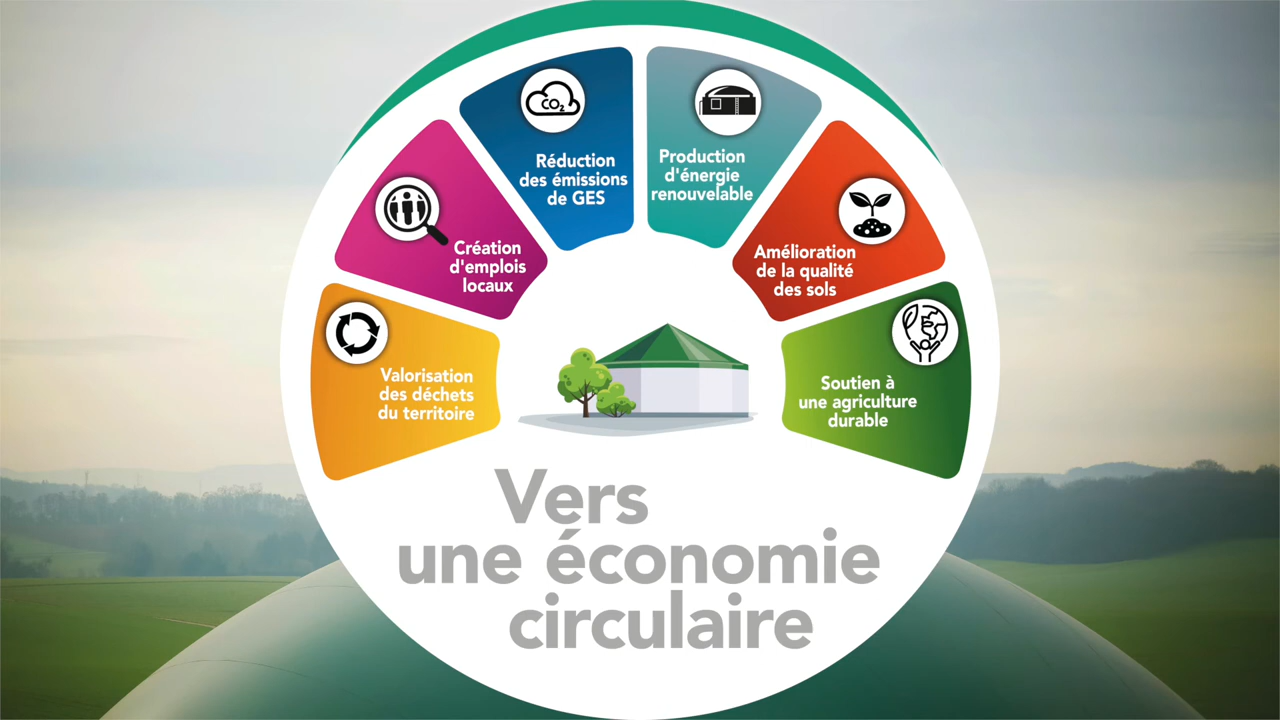 CO2
Réduction
des émissions
de GES
Production
d'énergie
renouvelable
Création
d'emplois
locaux
Amélioration
de la qualité
des sols
Valorisation
des déchets
du territoire
Soutien à
une agriculture
durable
Vers
une économie
circulaire